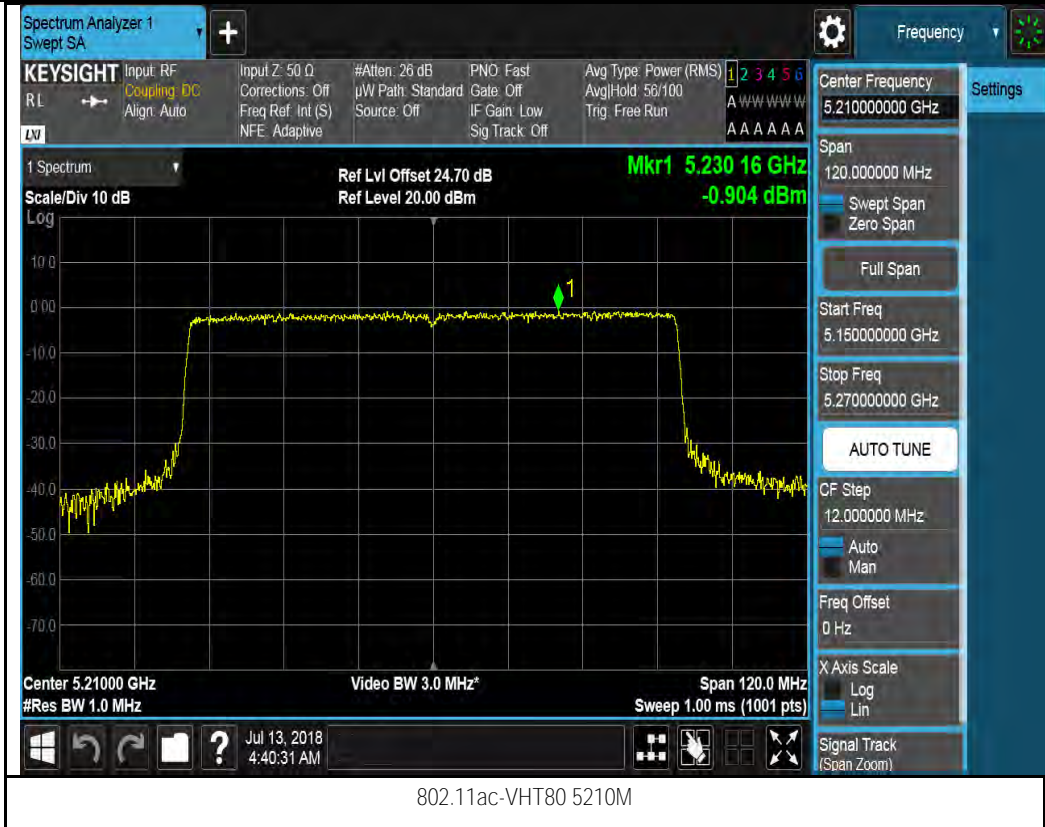 Spectrum Analyzer 1
Swept SA
+
Frequency
KEYSIGHT
RL
LXI
Input: RF
Coupling: DC
Align: Auto
Input Z: 50 Ω
Corrections: Off
Freq Ref: Int (S)
NFE: Adaptive
#Atten: 26 dB
µW Path: Standard
Source: Off
PNO: Fast
Gate: Off
IF Gain: Low
Sig Track: Off
Avg Type: Power (RMS)
Avg|Hold: 56/100
Trig: Free Run
1 2 3 4 5 6
A W W W W W
A A A A A A
Center Frequency
5.210000000 GHz
Settings
1 Spectrum
Scale/Div 10 dB
Log
Ref Lvl Offset 24.70 dB
Ref Level 20.00 dBm
Mkr1 5.230 16 GHz
-0.904 dBm
Span
120.000000 MHz
Swept Span
Zero Span
Full Span
Start Freq
5.150000000 GHz
Stop Freq
5.270000000 GHz
AUTO TUNE
CF Step
12.000000 MHz
Auto
Man
Freq Offset
0 Hz
X Axis Scale
Log
Lin
Signal Track
(Span Zoom)
10.0
0.00
-10.0
-20.0
-30.0
-40.0
-50.0
-60.0
-70.0
1
Center 5.21000 GHz
#Res BW 1.0 MHz
Video BW 3.0 MHz*
Span 120.0 MHz
Sweep 1.00 ms (1001 pts)
?
Jul 13, 2018
4:40:31 AM
802.11ac-VHT80 5210M